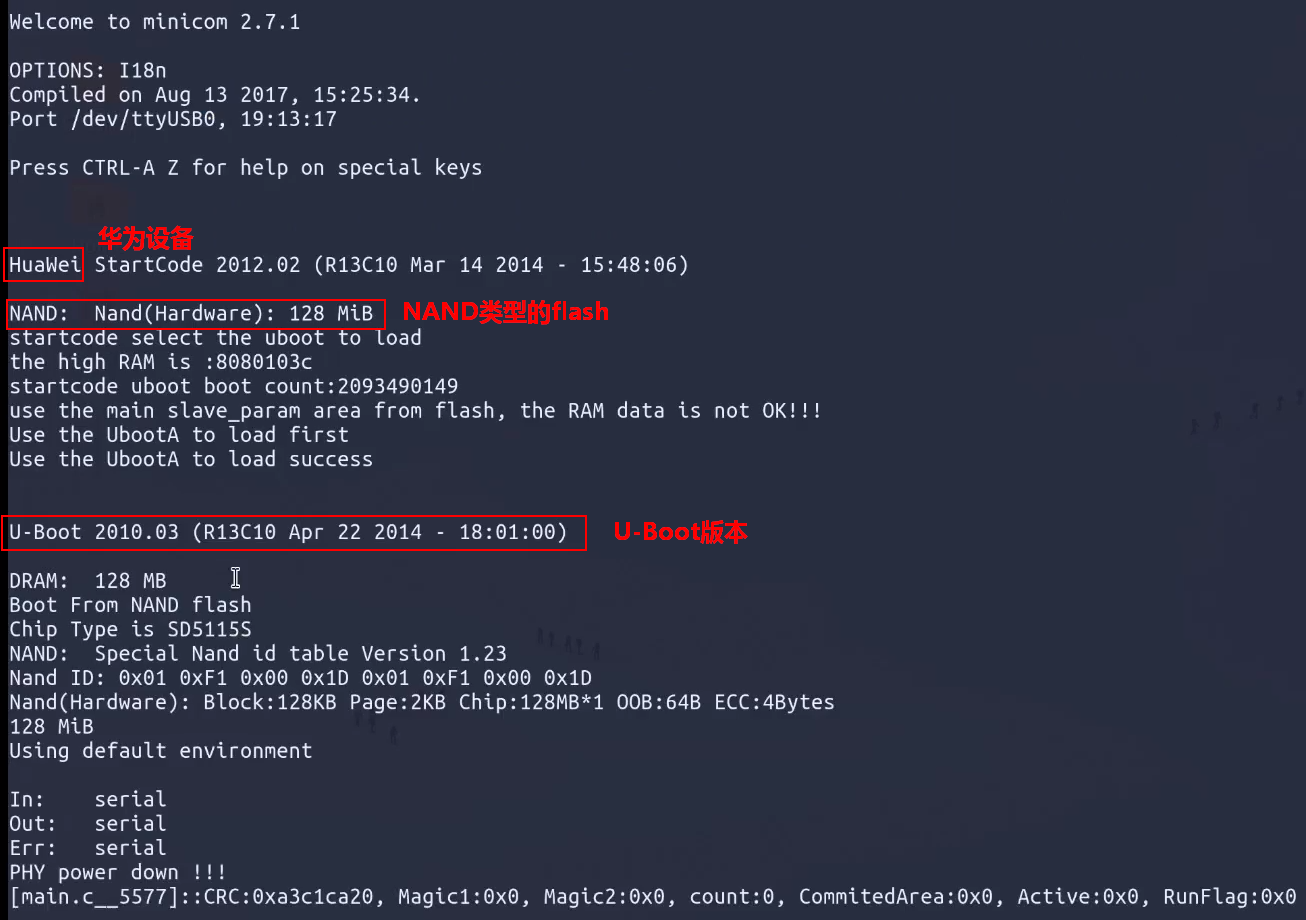 Welcome to minicom 2.7.1
OPTIONS: I18n
Compiled on Aug 13 2017, 15:25:34.
Port /dev/ttyUSB0, 19:13:17
Press CTRL-A Z for help on special keys
华为设备
HuaWei StartCode 2012.02 (R13C10 Mar 14 2014 - 15:48:06)
NAND:  Nand(Hardware): 128 MiB NAND类型的flash
startcode select the uboot to load
the high RAM is :8080103c
startcode uboot boot count:2093490149
use the main slave_param area from flash, the RAM data is not OK!!!
Use the UbootA to load first
Use the UbootA to load success
U-Boot 2010.03 (R13C10 Apr 22 2014 - 18:01:00) U-Boot版本
DRAM:  128 MB
Boot From NAND flash
Chip Type is SD5115S
NAND:  Special Nand id table Version 1.23
Nand ID: 0x01 0xF1 0x00 0x1D 0x01 0xF1 0x00 0x1D
Nand(Hardware): Block:128KB Page:2KB Chip:128MB*1 OOB:64B ECC:4Bytes
128 MiB
Using default environment
In:    serial
Out:   serial
Err:   serial
PHY power down !!!
[main.c__5577]::CRC:0xa3c1ca20, Magic1:0x0, Magic2:0x0, count:0, CommitedArea:0x0, Active:0x0, RunFlag:0x0